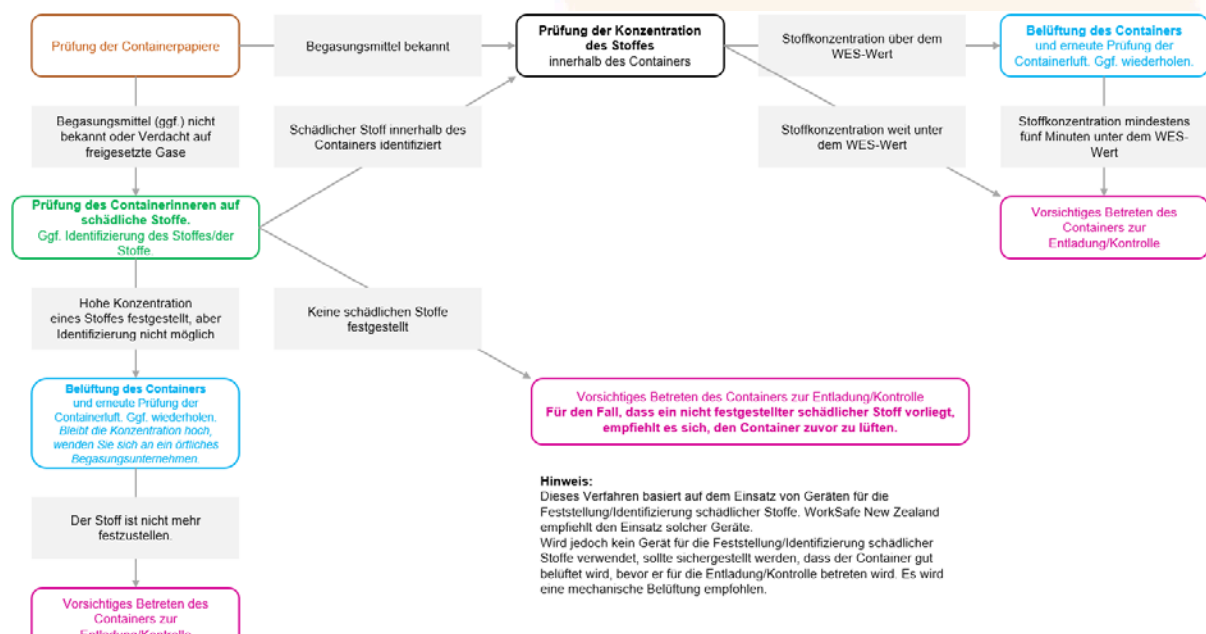 Prüfung der Containerpapiere
Begasungsmittel bekannt
Prüfung der Konzentration
des Stoffes
innerhalb des Containers
Stoffkonzentration über dem
WES-Wert
Belüftung des Containers
und erneute Prüfung der
Containerluft. Ggf. wiederholen.
Begasungsmittel (ggf.) nicht
bekannt oder Verdacht auf
freigesetzte Gase
Schädlicher Stoff innerhalb des
Containers identifiziert
Stoffkonzentration weit unter
dem WES-Wert
Stoffkonzentration mindestens
fünf Minuten unter dem WES-
Wert
Prüfung des Containerinneren auf
schädliche Stoffe.
Ggf. Identifizierung des Stoffes/der
Stoffe.
Vorsichtiges Betreten des
Containers zur
Entladung/Kontrolle
Hohe Konzentration
eines Stoffes festgestellt, aber
Identifizierung nicht möglich
Keine schädlichen Stoffe
festgestellt
Belüftung des Containers
und erneute Prüfung der
Containerluft. Ggf. wiederholen.
Bleibt die Konzentration hoch,
wenden Sie sich an ein örtliches
Begasungsunternehmen.
Vorsichtiges Betreten des Containers zur Entladung/Kontrolle
Für den Fall, dass ein nicht festgestellter schädlicher Stoff vorliegt,
empfiehlt es sich, den Container zuvor zu lüften.
Der Stoff ist nicht mehr
festzustellen.
Hinweis:
Dieses Verfahren basiert auf dem Einsatz von Geräten für die
Feststellung/Identifizierung schädlicher Stoffe. WorkSafe New Zealand
empfiehlt den Einsatz solcher Geräte.
Wird jedoch kein Gerät für die Feststellung/Identifizierung schädlicher
Stoffe verwendet, sollte sichergestellt werden, dass der Container gut
belüftet wird, bevor er für die Entladung/Kontrolle betreten wird. Es wird
eine mechanische Belüftung empfohlen.
Vorsichtiges Betreten des
Containers zur
Entladung/Kontrolle